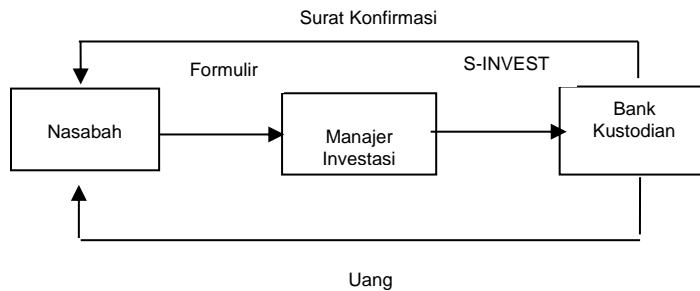 Surat Konfirmasi
Formulir
S-INVEST
Nasabah
Manajer
Investasi
Bank
Kustodian
Uang